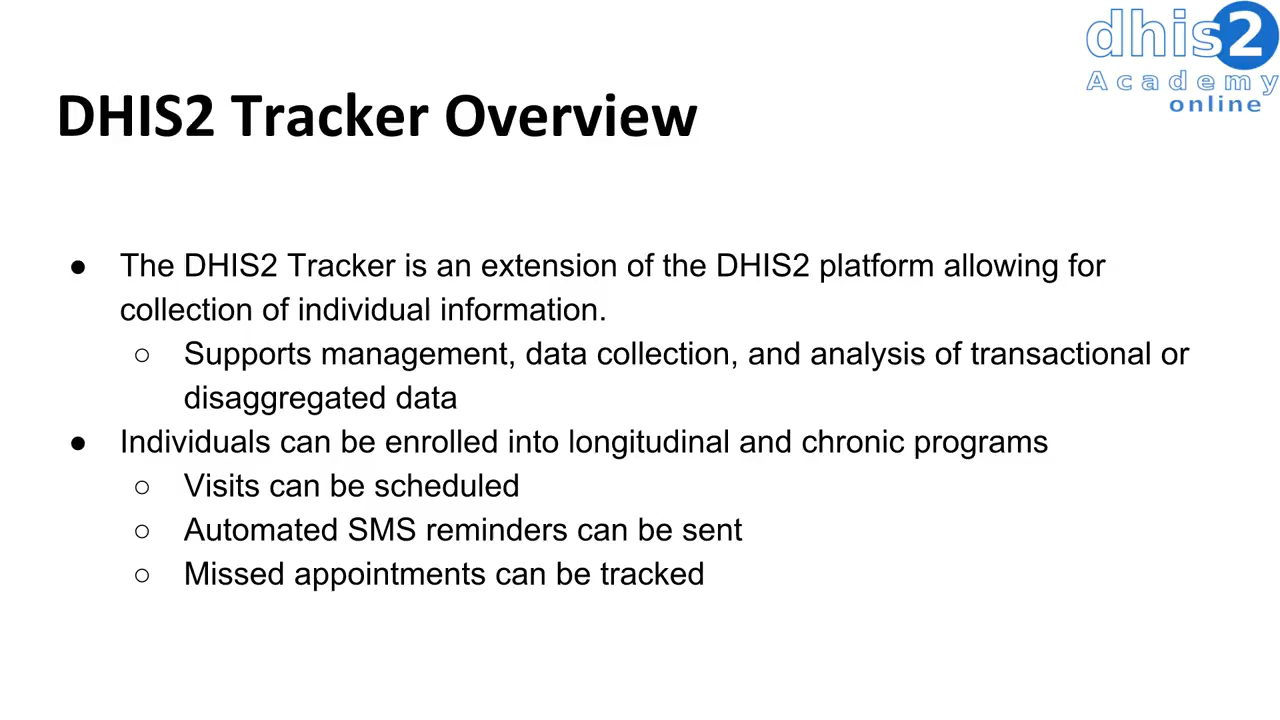 dhis2
Academy
online
DHIS2 Tracker Overview
● The DHIS2 Tracker is an extension of the DHIS2 platform allowing for
collection of individual information.
○ Supports management, data collection, and analysis of transactional or
disaggregated data
● Individuals can be enrolled into longitudinal and chronic programs
○ Visits can be scheduled
○ Automated SMS reminders can be sent
○ Missed appointments can be tracked